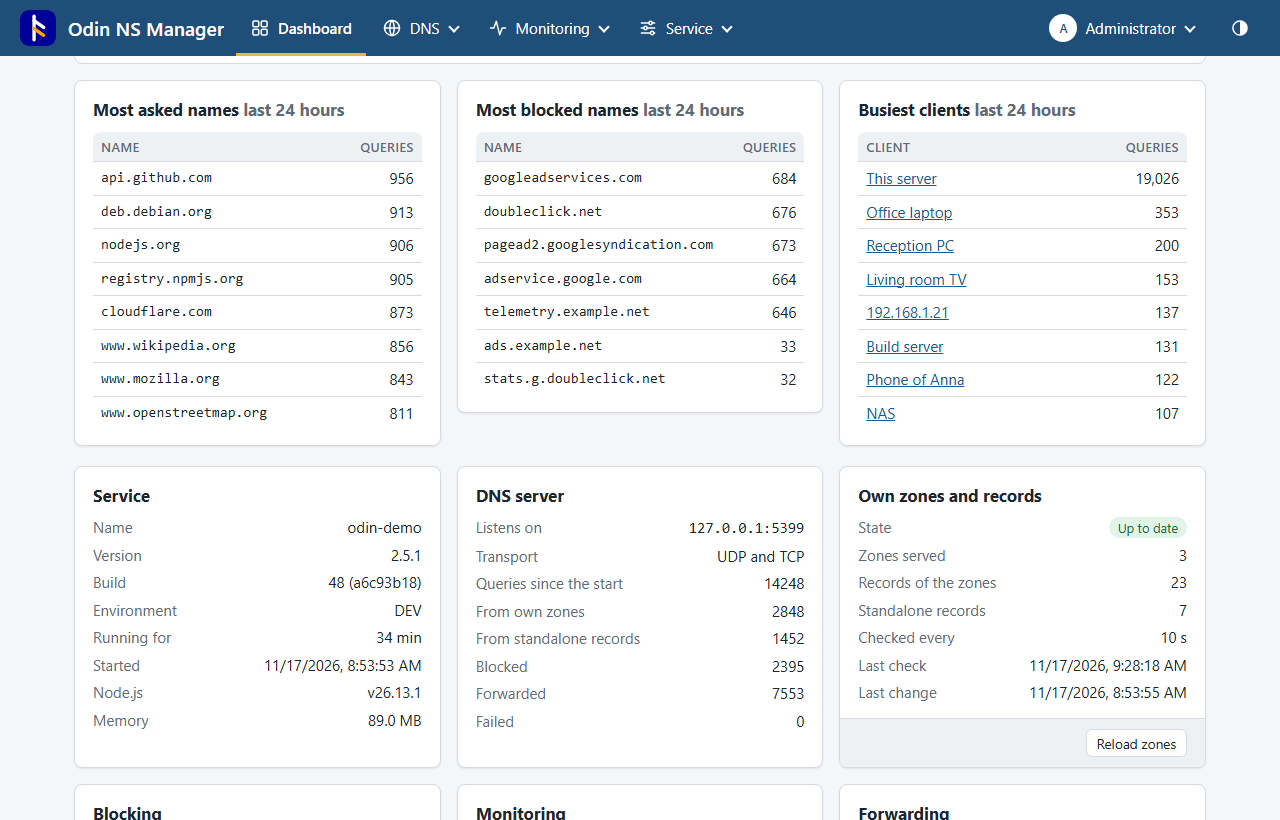 Odin NS Manager
Dashboard
DNS
Monitoring
Service
A
Administrator
Most asked names last 24 hours
NAME QUERIES
api.github.com 956
deb.debian.org 913
nodejs.org 906
registry.npmjs.org 905
cloudflare.com 873
www.wikipedia.org 856
www.mozilla.org 843
www.openstreetmap.org 811
Most blocked names last 24 hours
NAME QUERIES
googleadservices.com 684
doubleclick.net 676
pagead2.googlesyndication.com 673
adservice.google.com 664
telemetry.example.net 646
ads.example.net 33
stats.g.doubleclick.net 32
Busiest clients last 24 hours
CLIENT QUERIES
This server 19,026
Office laptop 353
Reception PC 200
Living room TV 153
192.168.1.21 137
Build server 131
Phone of Anna 122
NAS 107
Service
Name odin-demo
Version 2.5.1
Build 48 (a6c93b18)
Environment DEV
Running for 34 min
Started 11/17/2026, 8:53:53 AM
Node.js v26.13.1
Memory 89.0 MB
DNS server
Listens on 127.0.0.1:5399
Transport UDP and TCP
Queries since the start 14248
From own zones 2848
From standalone records 1452
Blocked 2395
Forwarded 7553
Failed 0
Own zones and records
State Up to date
Zones served 3
Records of the zones 23
Standalone records 7
Checked every 10 s
Last check 11/17/2026, 9:28:18 AM
Last change 11/17/2026, 8:53:55 AM
Reload zones
Blocking
Monitoring
Forwarding